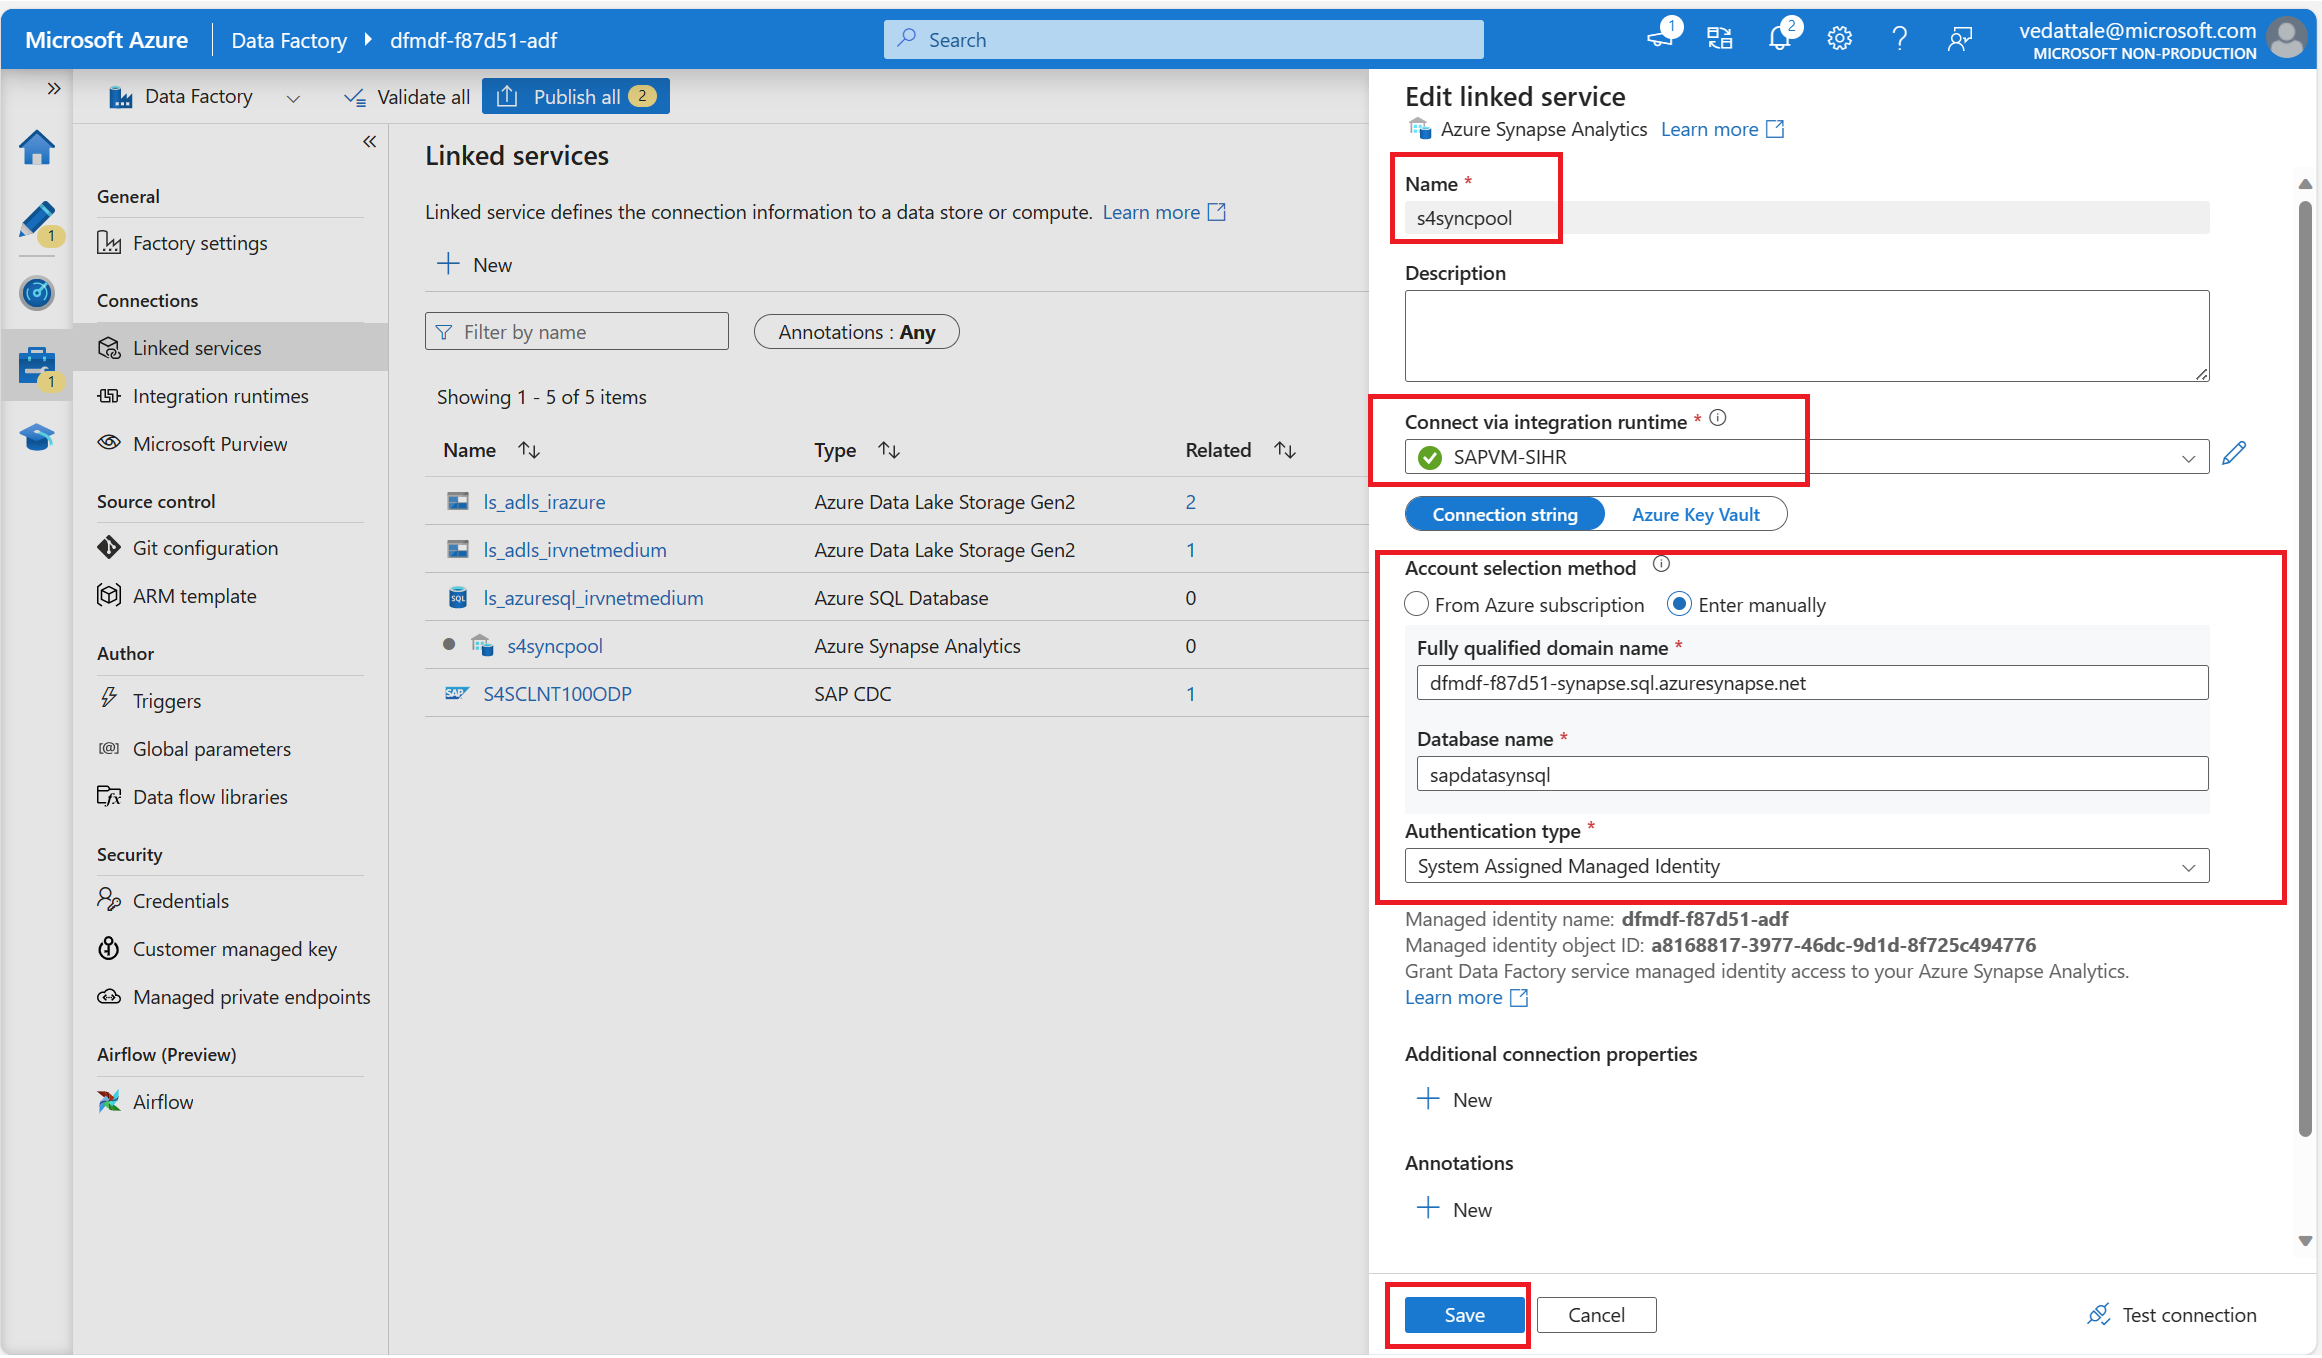 Microsoft Azure
Data Factory
dfmdf-f87d51-adf
Search
1
2
vedattale@microsoft.com
MICROSOFT NON-PRODUCTION
Data Factory
Validate all
Publish all 2
1
1
General
Factory settings
Connections
Linked services
Integration runtimes
Microsoft Purview
Source control
Git configuration
ARM template
Author
Triggers
Global parameters
Data flow libraries
Security
Credentials
Customer managed key
Managed private endpoints
Airflow (Preview)
Airflow
Linked services
Linked service defines the connection information to a data store or compute. Learn more
New
Filter by name
Annotations : Any
Showing 1 - 5 of 5 items
Name Type Related
ls_adls_irazure Azure Data Lake Storage Gen2 2
ls_adls_irvnetmedium Azure Data Lake Storage Gen2 1
SQL ls_azuresql_irvnetmedium Azure SQL Database 0
s4syncpool Azure Synapse Analytics 0
SAP S4SCLNT100ODP SAP CDC 1
Edit linked service
Azure Synapse Analytics Learn more
Name *
s4syncpool
Description
Connect via integration runtime *
SAPVM-SIHR
Connection string Azure Key Vault
Account selection method
From Azure subscription Enter manually
Fully qualified domain name *
dfmdf-f87d51-synapse.sql.azuresynapse.net
Database name *
sapdatasynsql
Authentication type *
System Assigned Managed Identity
Managed identity name: dfmdf-f87d51-adf
Managed identity object ID: a8168817-3977-46dc-9d1d-8f725c494776
Grant Data Factory service managed identity access to your Azure Synapse Analytics.
Learn more
Additional connection properties
New
Annotations
New
Save Cancel Test connection